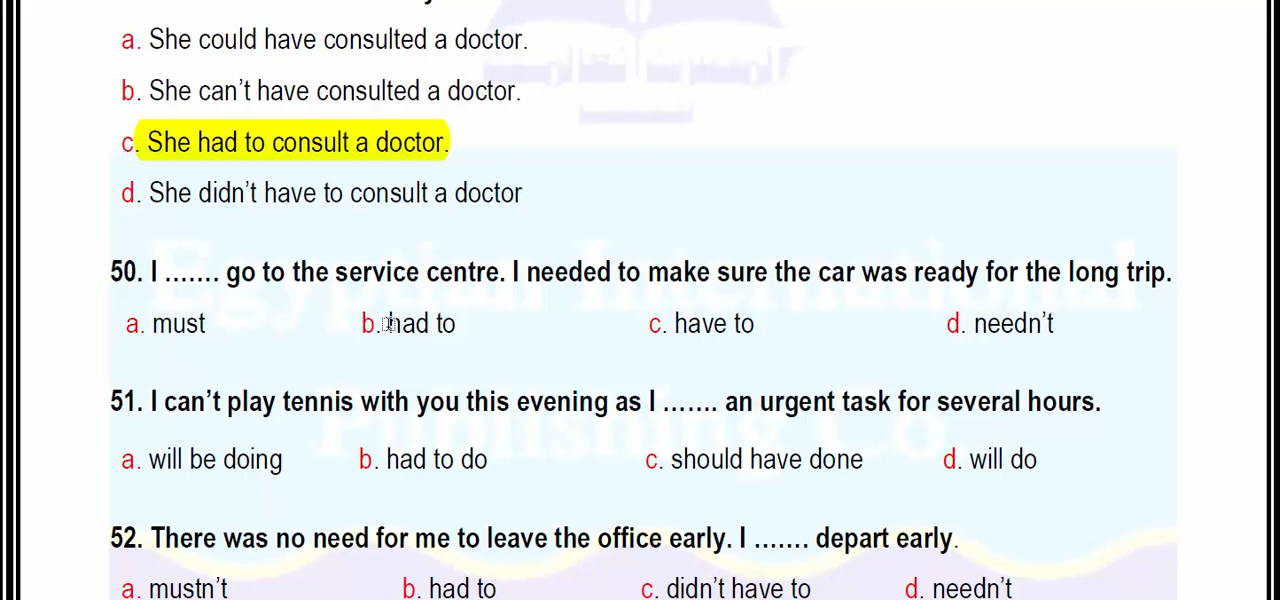 a. She could have consulted a doctor.
b. She can't have consulted a doctor.
c. She had to consult a doctor.
d. She didn't have to consult a doctor
50. I ....... go to the service centre. I needed to make sure the car was ready for the long trip.
a. must b. had to c. have to d. needn't
51. I can't play tennis with you this evening as I ....... an urgent task for several hours.
a. will be doing b. had to do c. should have done d. will do
52. There was no need for me to leave the office early. I ....... depart early.
a. mustn't b. had to c. didn't have to d. needn't
Egyptian International
Publishing Co.